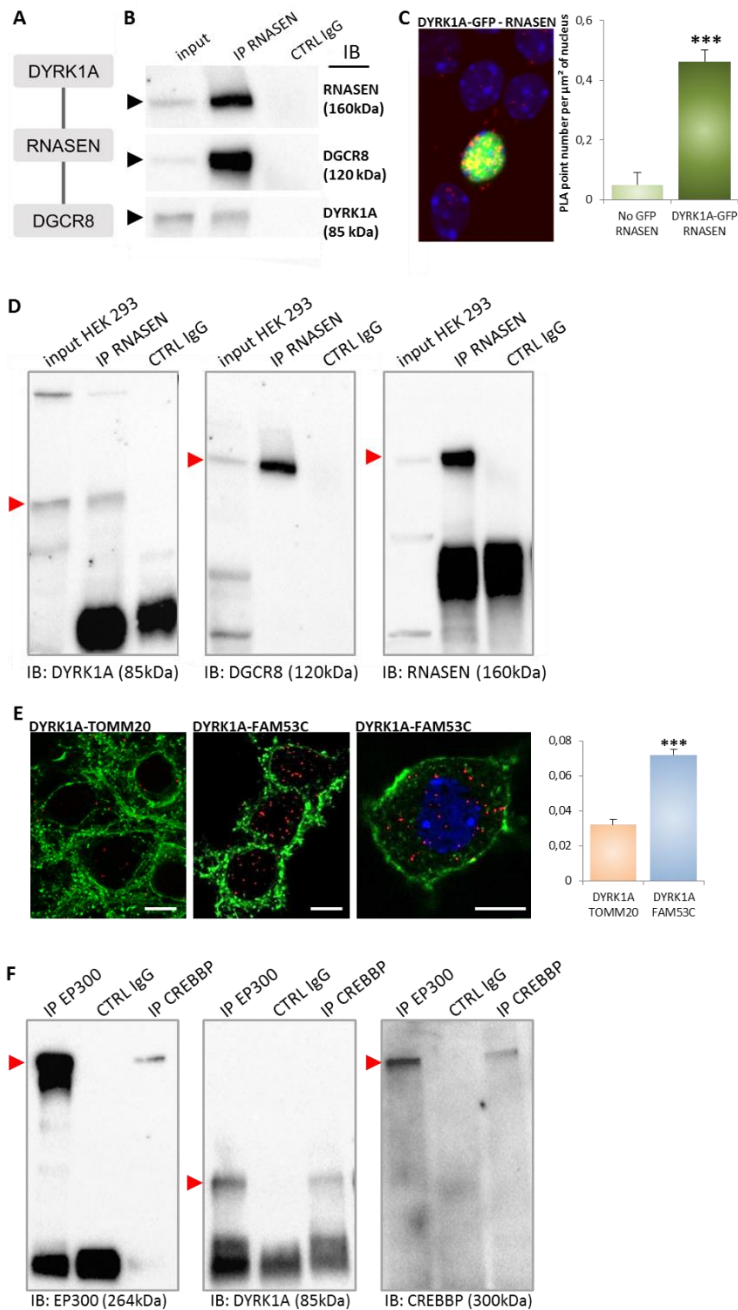 A
DYRK1A
RNASEN
DGCR8
B
input
IP RNASEN
CTRL IgG
IB
RNASEN
(160kDa)
DGCR8
(120 kDa)
DYRK1A
(85 kDa)
C
DYRK1A-GFP - RNASEN
PLA point number per µm² of nucleus
0,6
0,4
0,2
0
***
No GFP
RNASEN
DYRK1A-GFP
RNASEN
D
input HEK 293
IP RNASEN
CTRL IgG
input HEK 293
IP RNASEN
CTRL IgG
input HEK 293
IP RNASEN
CTRL IgG
IB: DYRK1A (85kDa)
IB: DGCR8 (120kDa)
IB: RNASEN (160kDa)
E
DYRK1A-TOMM20
DYRK1A-FAM53C
DYRK1A-FAM53C
0,08
0,06
0,04
0,02
0
***
DYRK1A
TOMM20
DYRK1A
FAM53C
F
IP EP300
CTRL IgG
IP CREBBP
IP EP300
CTRL IgG
IP CREBBP
IP EP300
CTRL IgG
IP CREBBP
IB: EP300 (264kDa)
IB: DYRK1A (85kDa)
IB: CREBBP (300kDa)